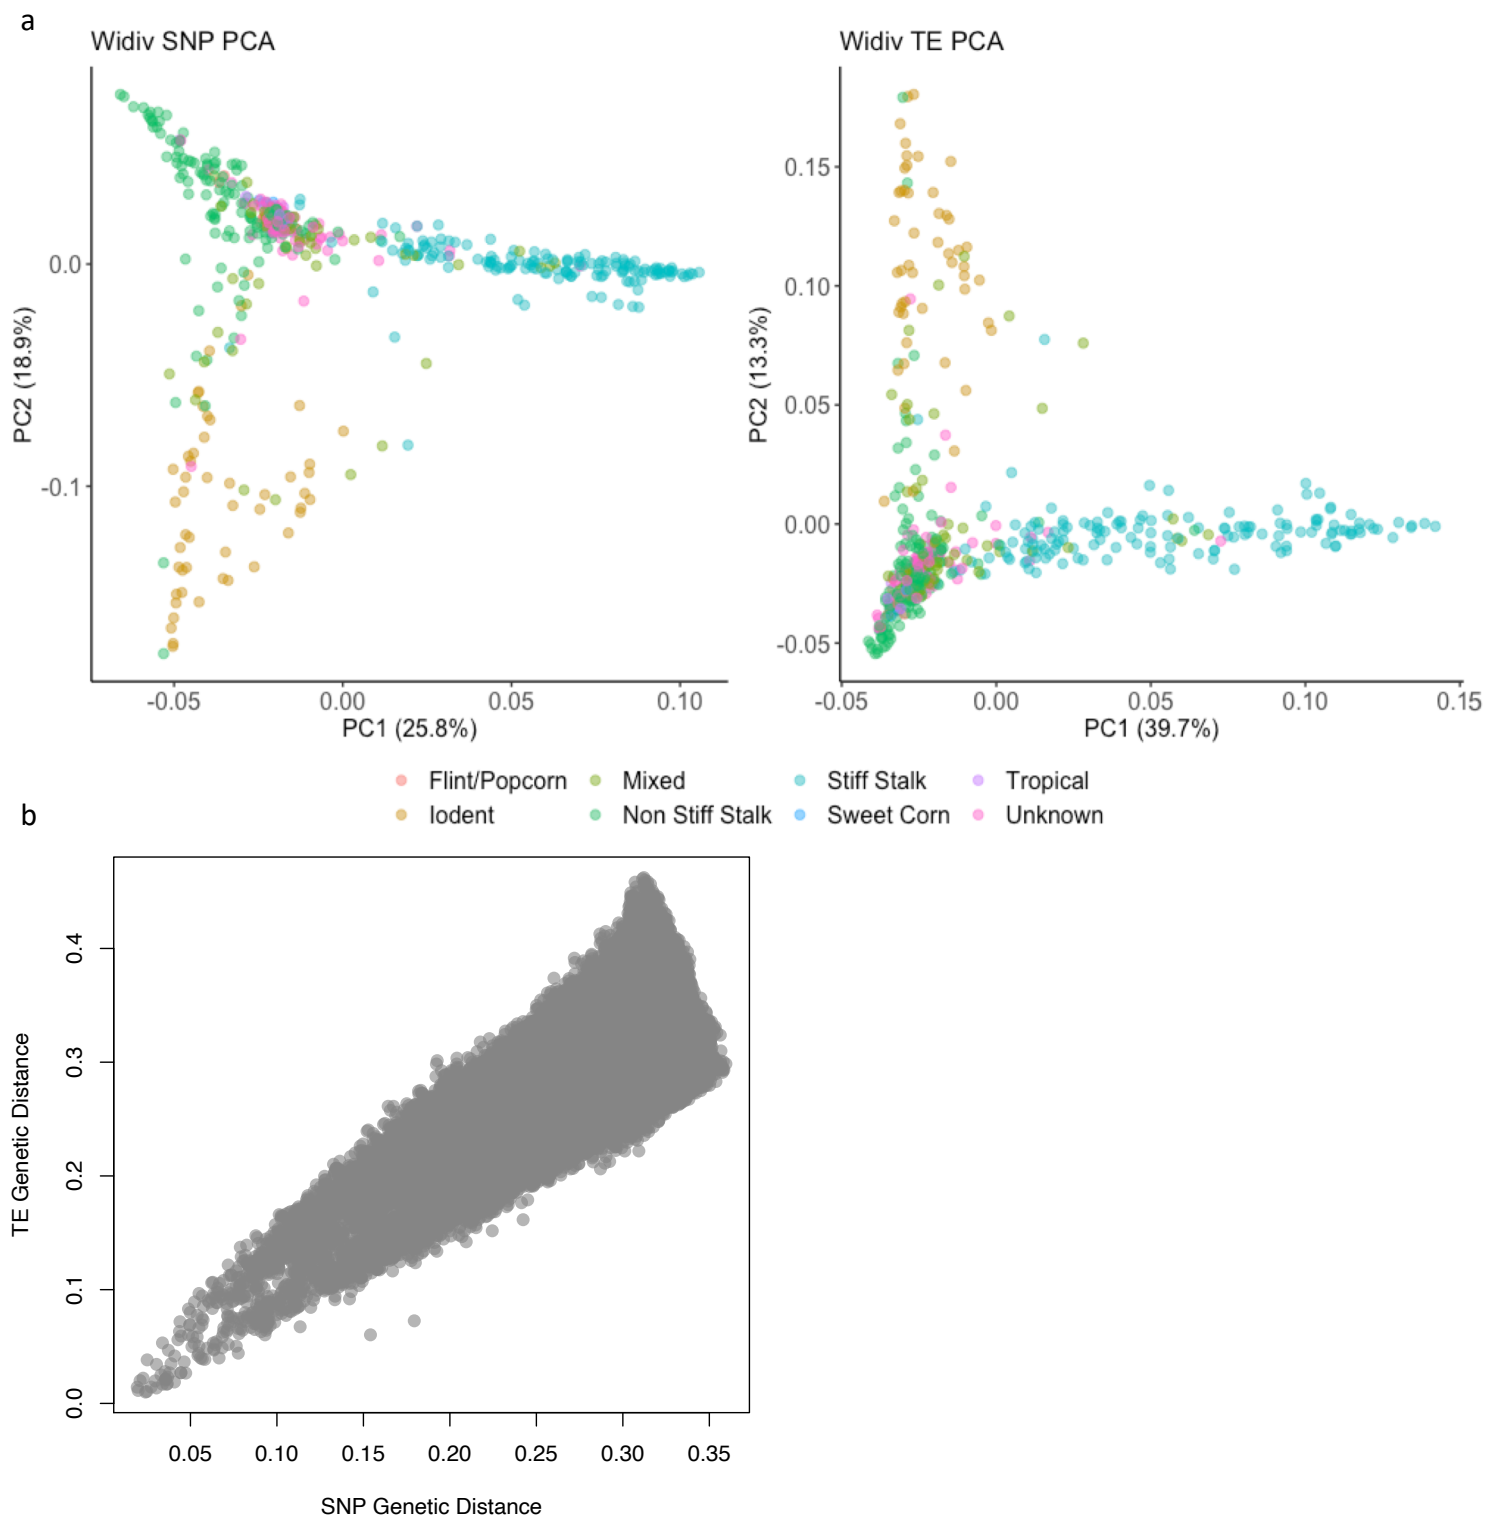 a
Widiv SNP PCA
Widiv TE PCA
0.0
-0.1
PC2 (18.9%)
-0.05
0.00
0.05
0.10
PC1 (25.8%)
0.15
0.10
0.05
0.00
-0.05
PC2 (13.3%)
-0.05
0.00
0.05
0.10
0.15
PC1 (39.7%)
Flint/Popcorn
Mixed
Stiff Stalk
Tropical
Iodent
Non Stiff Stalk
Sweet Corn
Unknown
b
0.4
0.3
0.2
0.1
0.0
TE Genetic Distance
0.05
0.10
0.15
0.20
0.25
0.30
0.35
SNP Genetic Distance